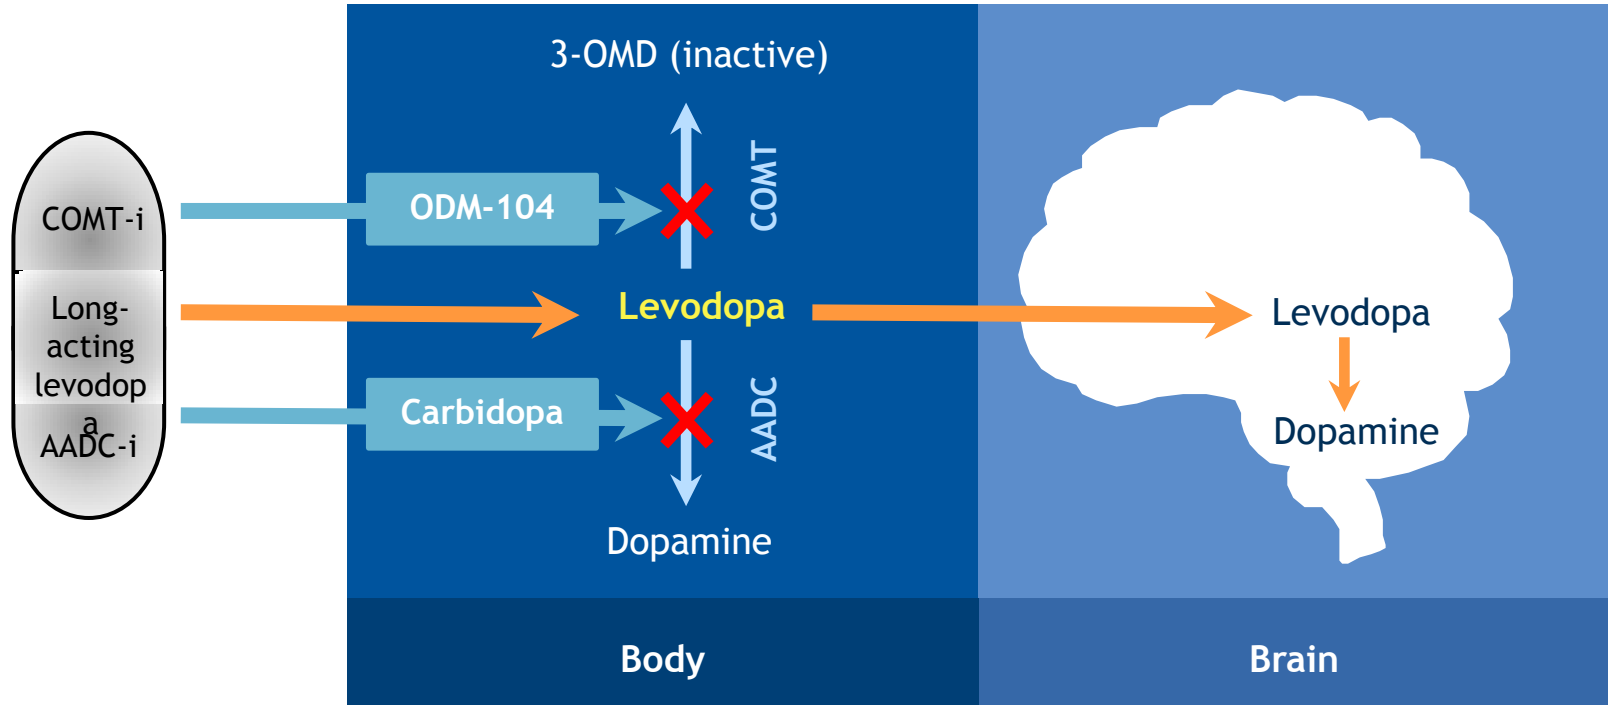 COMT-i
Long-
acting
levodop
a
AADC-i
3-OMD (inactive)
ODM-104
COMT
Levodopa
Carbidopa
AADC
Dopamine
Body
Levodopa
Dopamine
Brain